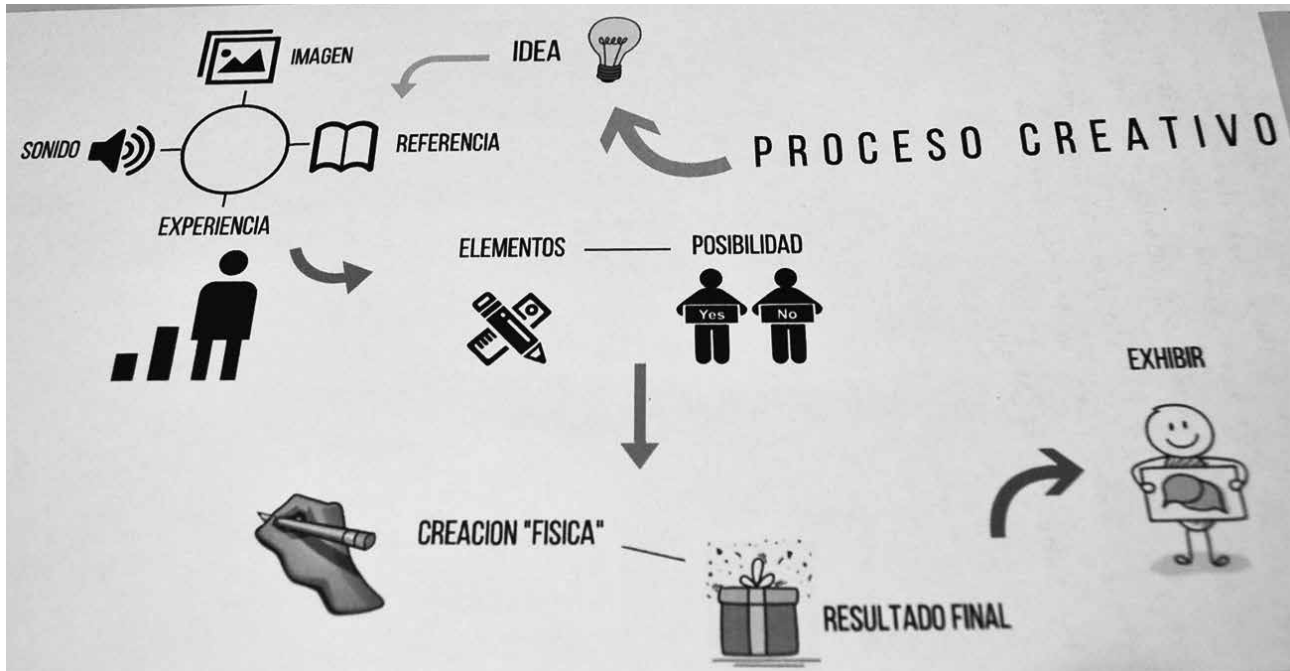 PROCESO CREATIVO
IDEA
IMAGEN
SONIDO
REFERENCIA
EXPERIENCIA
ELEMENTOS
POSIBILIDAD
Yes
No
CREACION "FISICA"
RESULTADO FINAL
EXHIBIR